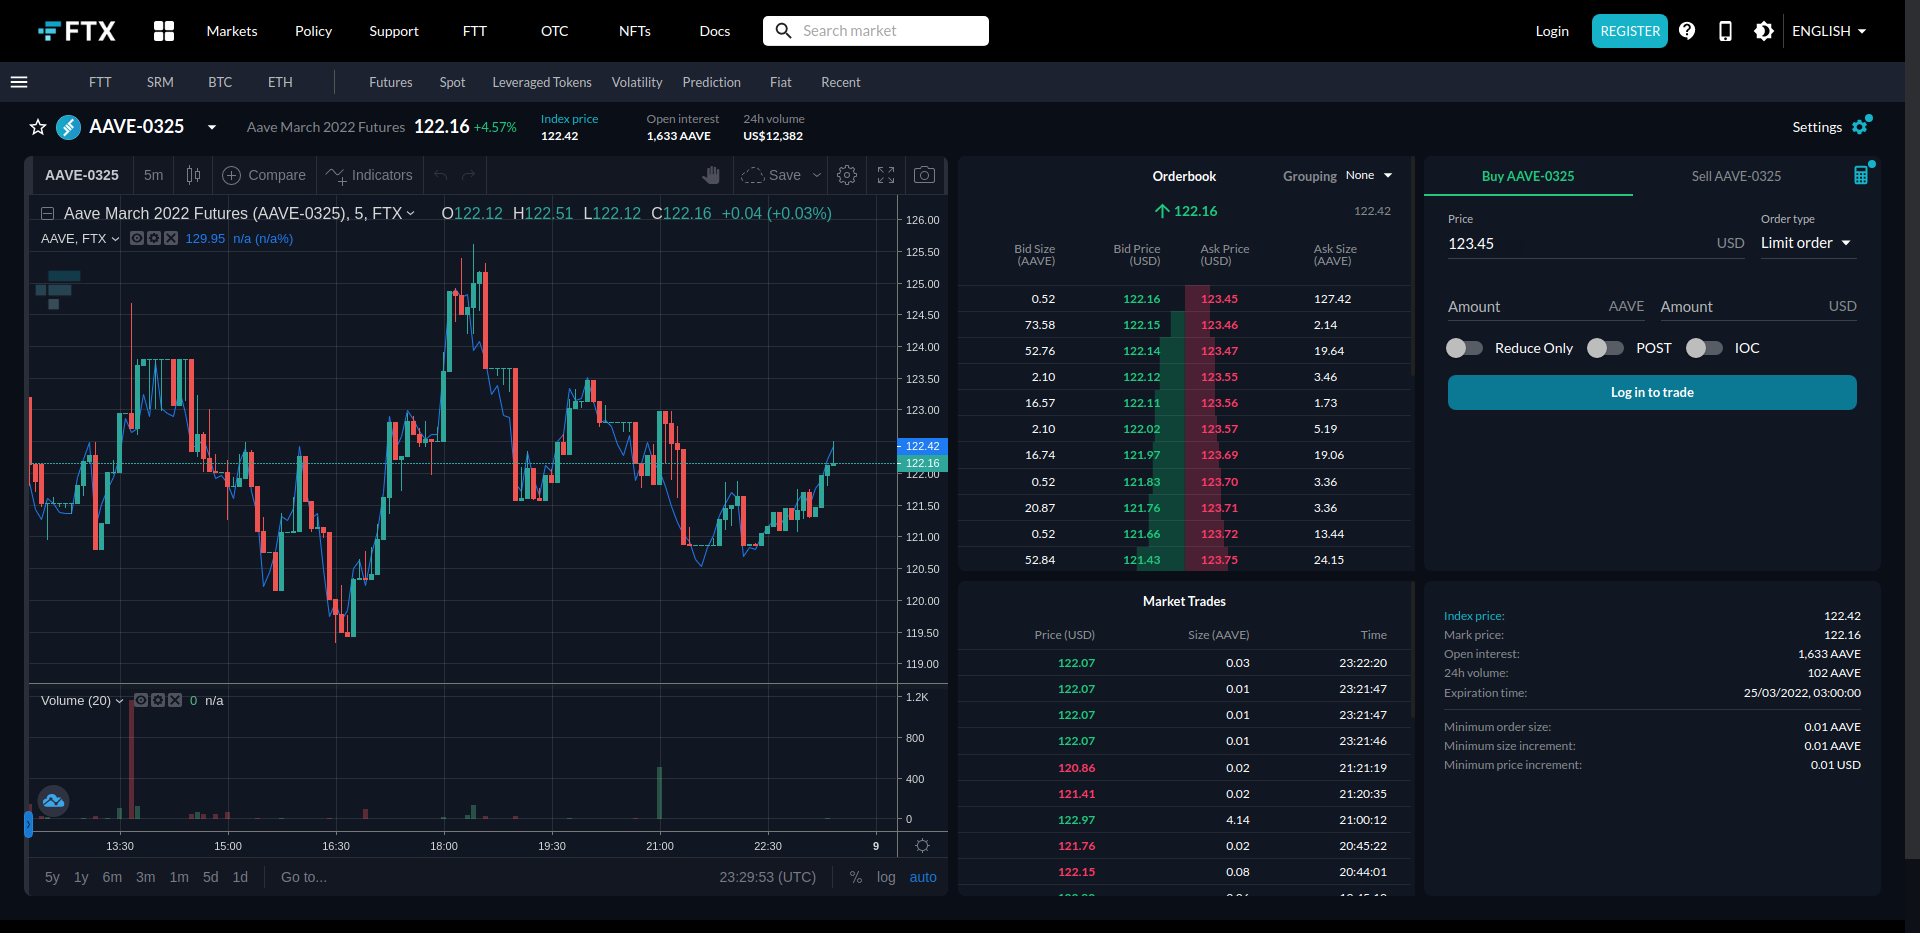 FTX Markets Policy Support FTT OTC NFTs Docs Search market Login REGISTER ENGLISH
FTT SRM BTC ETH Futures Spot Leveraged Tokens Volatility Prediction Fiat Recent
AAVE-0325 Aave March 2022 Futures 122.16 +4.57%
Index price
122.42
Open interest
1,633 AAVE
24h volume
US$12,382
Settings
AAVE-0325 5m Compare Indicators Save
Aave March 2022 Futures (AAVE-0325), 5, FTX O122.12 H122.51 L122.12 C122.16 +0.04 (+0.03%)
AAVE, FTX 129.95 n/a (n/a%)
126.00
125.50
125.00
124.50
124.00
123.50
123.00
122.42
122.16
122.00
121.50
121.00
120.50
120.00
119.50
119.00
Volume (20) 0 n/a
1.2K
800
400
0
13:30 15:00 16:30 18:00 19:30 21:00 22:30 9
5y 1y 6m 3m 1m 5d 1d Go to... 23:29:53 (UTC) % log auto
Orderbook Grouping None
122.16 122.42
Bid Size (AAVE) Bid Price (USD) Ask Price (USD) Ask Size (AAVE)
0.52 122.16 123.45 127.42
73.58 122.15 123.46 2.14
52.76 122.14 123.47 19.64
2.10 122.12 123.55 3.46
16.57 122.11 123.56 1.73
2.10 122.02 123.57 5.19
16.74 121.97 123.69 19.06
0.52 121.83 123.70 3.36
20.87 121.76 123.71 3.36
0.52 121.66 123.72 13.44
52.84 121.43 123.75 24.15
Market Trades
Price (USD) Size (AAVE) Time
122.07 0.03 23:22:20
122.07 0.01 23:21:47
122.07 0.01 23:21:47
122.07 0.01 23:21:46
120.86 0.02 21:21:19
121.41 0.02 21:20:35
122.97 4.14 21:00:12
121.76 0.02 20:45:22
122.15 0.08 20:44:01
Buy AAVE-0325 Sell AAVE-0325
Price Order type
123.45 USD Limit order
Amount AAVE Amount USD
Reduce Only POST IOC
Log in to trade
Index price: 122.42
Mark price: 122.16
Open interest: 1,633 AAVE
24h volume: 102 AAVE
Expiration time: 25/03/2022, 03:00:00
Minimum order size: 0.01 AAVE
Minimum size increment: 0.01 AAVE
Minimum price increment: 0.01 USD